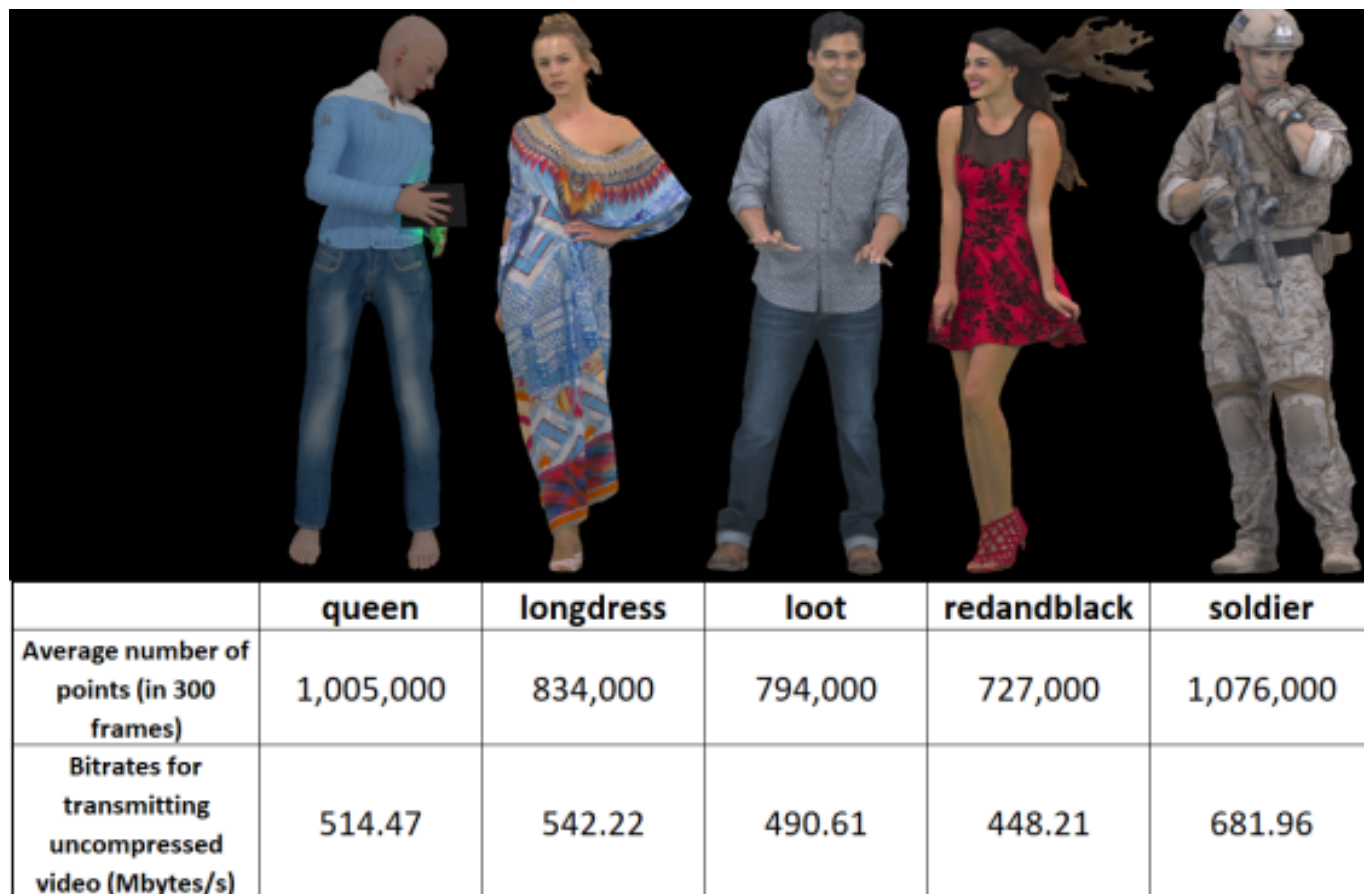 queen longdress loot redandblack soldier
Average number of
points (in 300
frames)
1,005,000 834,000 794,000 727,000 1,076,000
Bitrates for
transmitting
uncompressed
video (Mbytes/s)
514.47 542.22 490.61 448.21 681.96